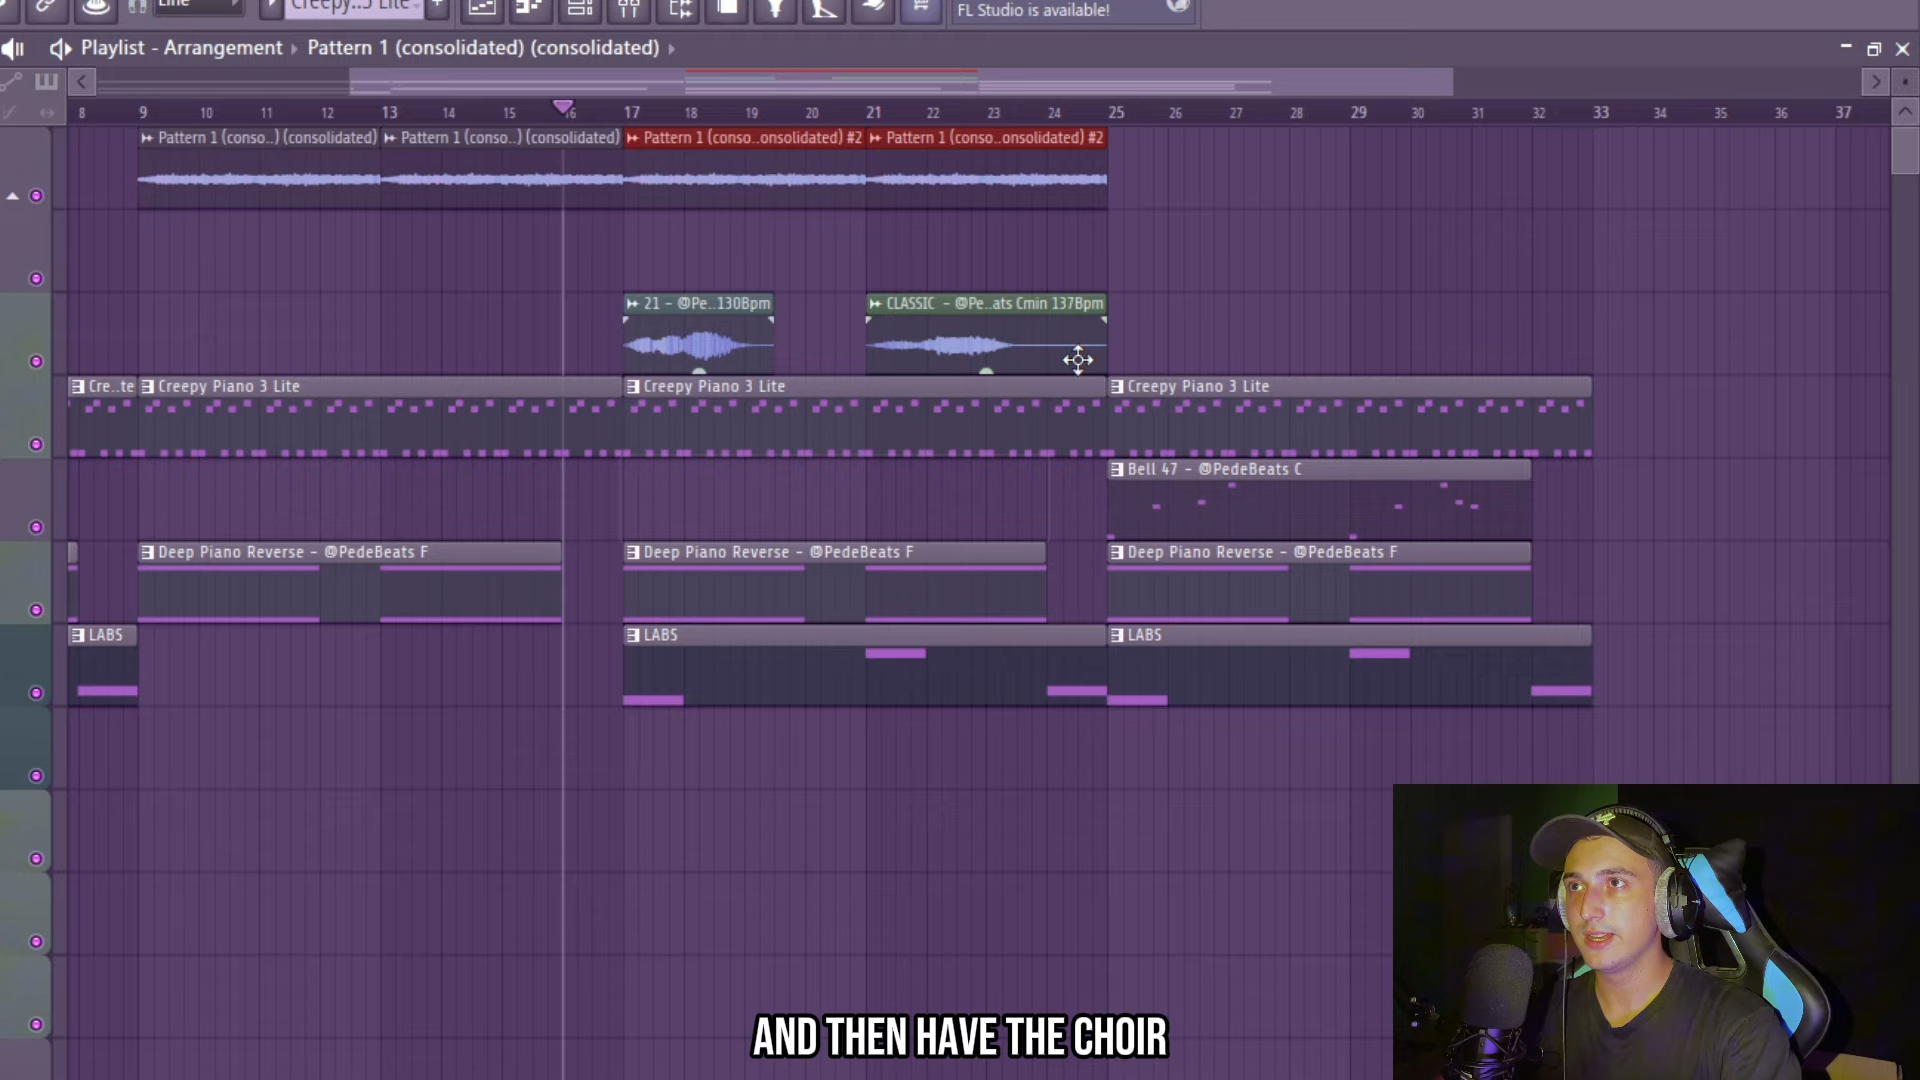 Line
Creepy..3 Lite
FL Studio is available!
Playlist - Arrangement Pattern 1 (consolidated) (consolidated)
8 9 10 11 12 13 14 15 16 17 18 19 20 21 22 23 24 25 26 27 28 29 30 31 32 33 34 35 36 37
Pattern 1 (conso..) (consolidated) Pattern 1 (conso..) (consolidated) Pattern 1 (conso..onsolidated) #2 Pattern 1 (conso..onsolidated) #2
21 - @Pe..130Bpm CLASSIC - @Pe..ats Cmin 137Bpm
Cre..te Creepy Piano 3 Lite Creepy Piano 3 Lite Creepy Piano 3 Lite
Bell 47 - @PedeBeats C
Deep Piano Reverse - @PedeBeats F Deep Piano Reverse - @PedeBeats F Deep Piano Reverse - @PedeBeats F
LABS LABS LABS
AND THEN HAVE THE CHOIR